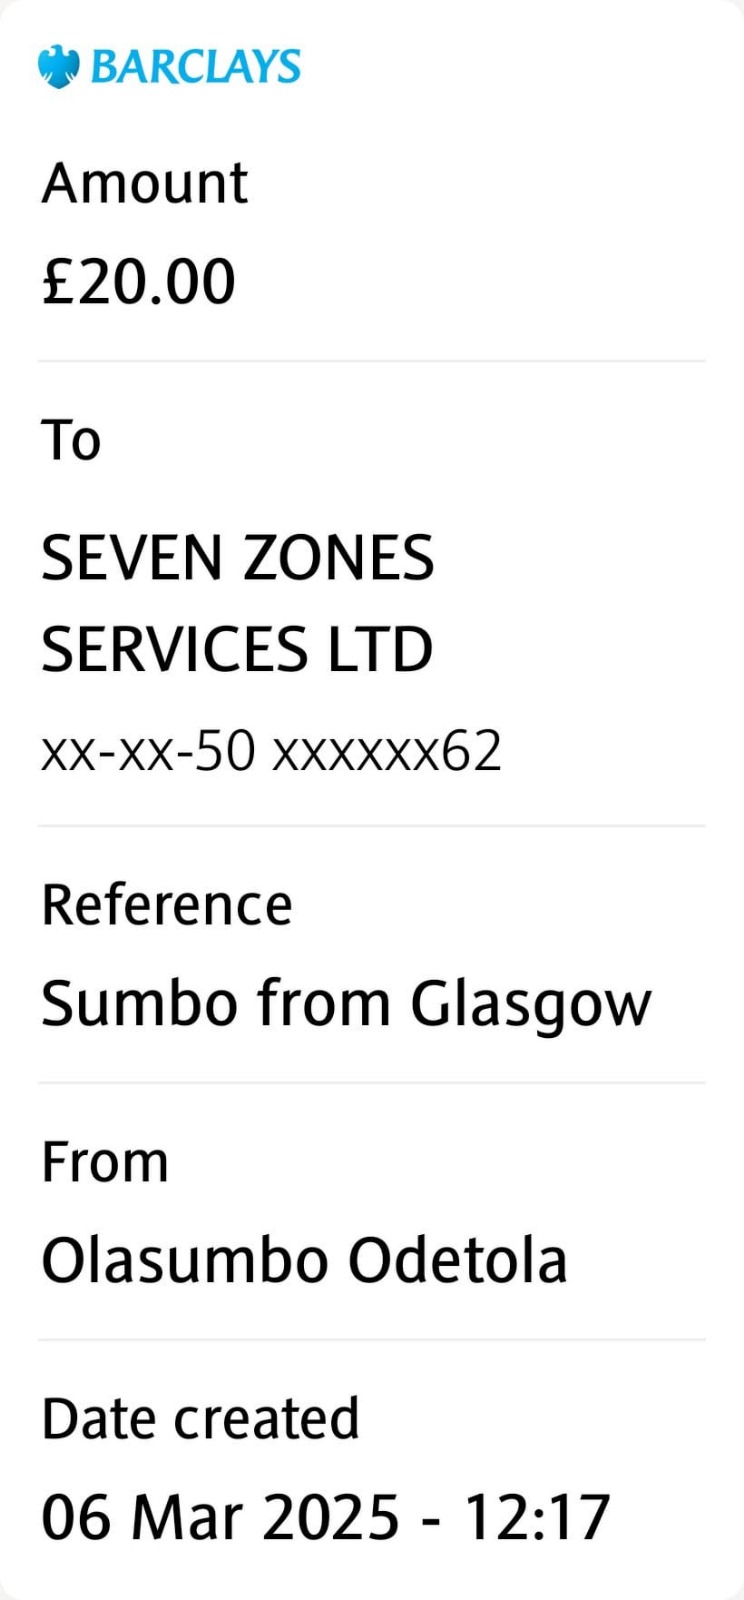 BARCLAYS
Amount
£20.00
To
SEVEN ZONES
SERVICES LTD
xx-xx-50 xxxxxx62
Reference
Sumbo from Glasgow
From
Olasumbo Odetola
Date created
06 Mar 2025 - 12:17